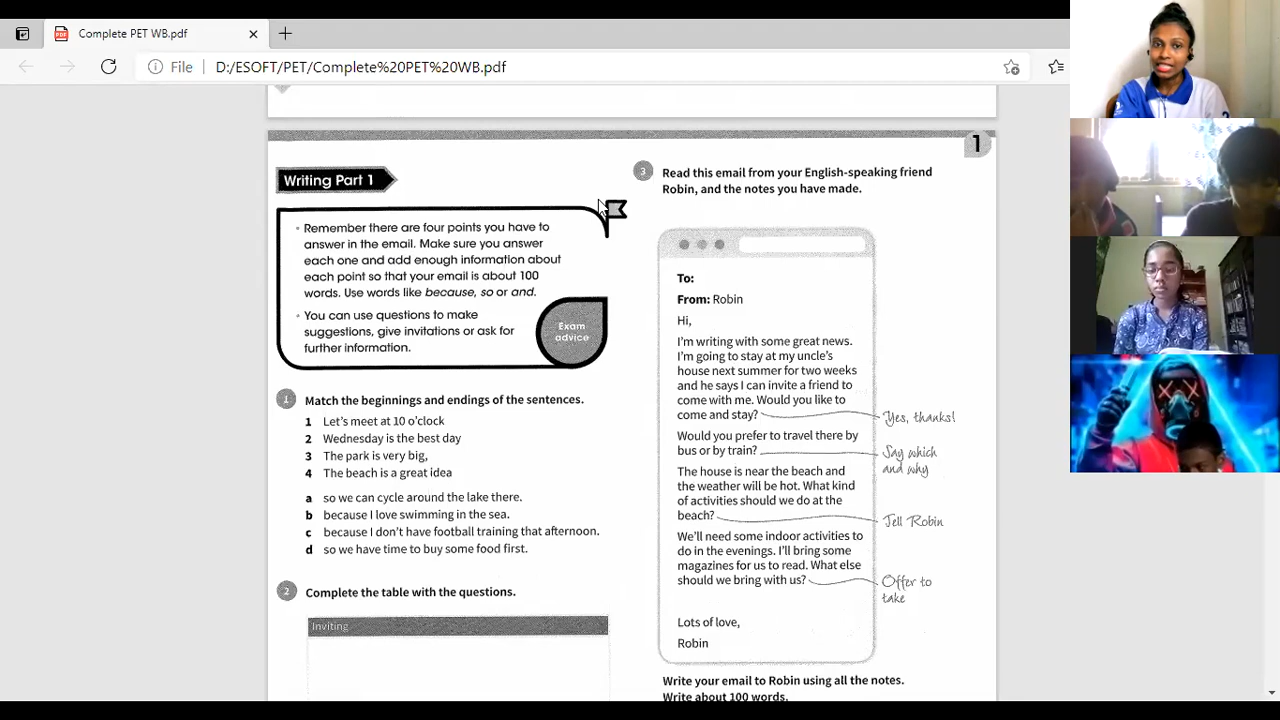 Complete PET WB.pdf
File
D:/ESOFT/PET/Complete%20PET%20WB.pdf
1
Writing Part 1
• Remember there are four points you have to
answer in the email. Make sure you answer
each one and add enough information about
each point so that your email is about 100
words. Use words like because, so or and.
• You can use questions to make
suggestions, give invitations or ask for
further information.
Exam
advice
1 Match the beginnings and endings of the sentences.
1 Let's meet at 10 o'clock
2 Wednesday is the best day
3 The park is very big,
4 The beach is a great idea
a so we can cycle around the lake there.
b because I love swimming in the sea.
c because I don't have football training that afternoon.
d so we have time to buy some food first.
2 Complete the table with the questions.
Inviting
3 Read this email from your English-speaking friend
Robin, and the notes you have made.
To:
From: Robin
Hi,
I'm writing with some great news.
I'm going to stay at my uncle's
house next summer for two weeks
and he says I can invite a friend to
come with me. Would you like to
come and stay?
Yes, thanks!
Would you prefer to travel there by
bus or by train?
Say which
and why
The house is near the beach and
the weather will be hot. What kind
of activities should we do at the
beach?
Tell Robin
We'll need some indoor activities to
do in the evenings. I'll bring some
magazines for us to read. What else
should we bring with us?
Offer to
take
Lots of love,
Robin
Write your email to Robin using all the notes.
Write about 100 words.